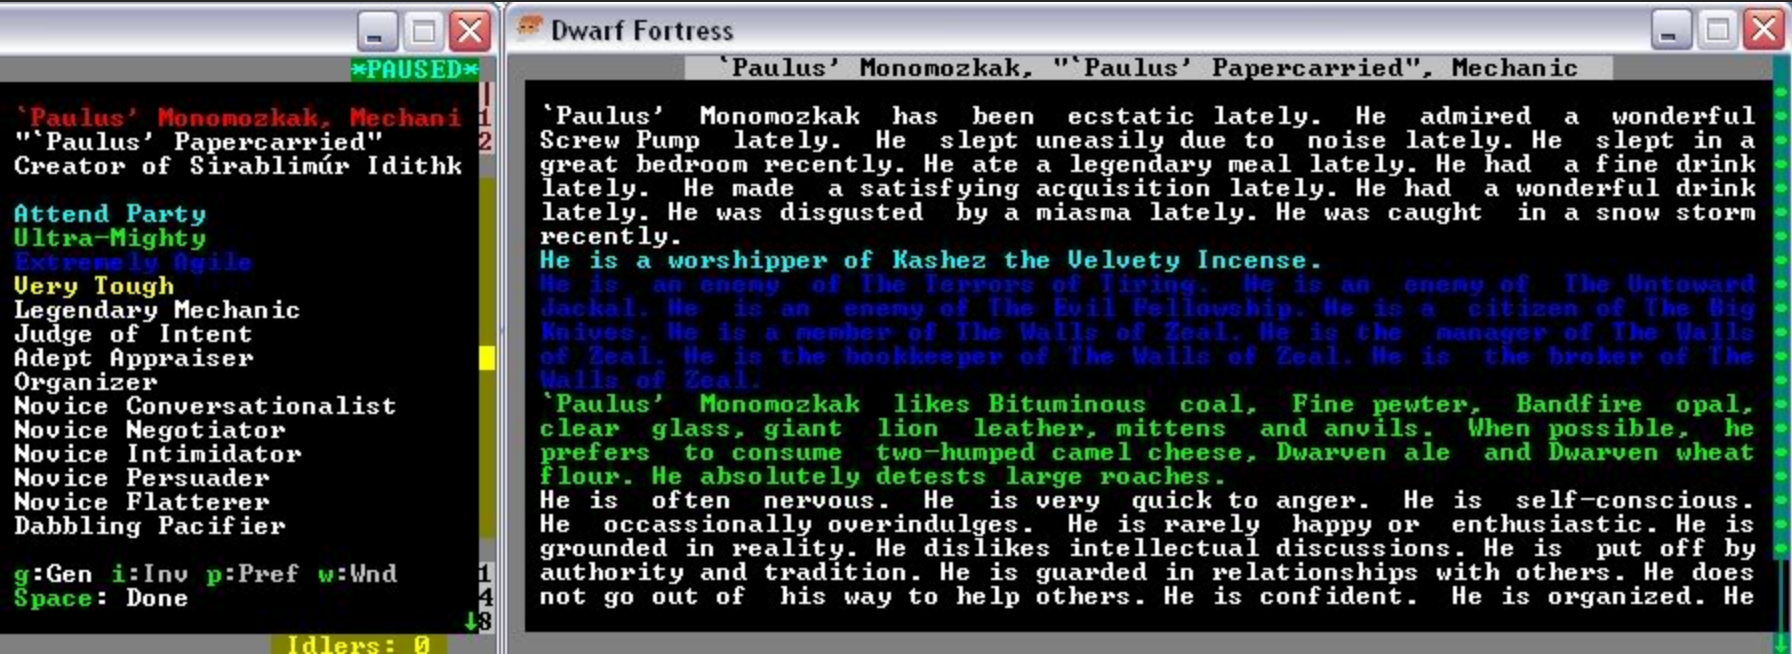 *PAUSED*
`Paulus' Monomozkak, Mechani
"`Paulus' Papercarried"
Creator of Sirablimúr Idithk
Attend Party
Ultra-Mighty
Extremely Agile
Very Tough
Legendary Mechanic
Judge of Intent
Adept Appraiser
Organizer
Novice Conversationalist
Novice Negotiator
Novice Intimidator
Novice Persuader
Novice Flatterer
Dabbling Pacifier
g:Gen i:Inv p:Pref w:Wnd
Space: Done
1
2
1
4
8
Idlers: 0
Dwarf Fortress
`Paulus' Monomozkak, "`Paulus' Papercarried", Mechanic
`Paulus' Monomozkak has been ecstatic lately. He admired a wonderful
Screw Pump lately. He slept uneasily due to noise lately. He slept in a
great bedroom recently. He ate a legendary meal lately. He had a fine drink
lately. He made a satisfying acquisition lately. He had a wonderful drink
lately. He was disgusted by a miasma lately. He was caught in a snow storm
recently.
He is a worshipper of Kashez the Velvety Incense.
He is an enemy of The Terrors of Tiring. He is an enemy of The Untoward
Jackal. He is an enemy of The Evil Fellowship. He is a citizen of The Big
Knives. He is a member of The Walls of Zeal. He is the manager of The Walls
of Zeal. He is the bookkeeper of The Walls of Zeal. He is the broker of The
Walls of Zeal.
`Paulus' Monomozkak likes Bituminous coal, Fine pewter, Bandfire opal,
clear glass, giant lion leather, mittens and anvils. When possible, he
prefers to consume two-humped camel cheese, Dwarven ale and Dwarven wheat
flour. He absolutely detests large roaches.
He is often nervous. He is very quick to anger. He is self-conscious.
He occassionally overindulges. He is rarely happy or enthusiastic. He is
grounded in reality. He dislikes intellectual discussions. He is put off by
authority and tradition. He is guarded in relationships with others. He does
not go out of his way to help others. He is confident. He is organized. He